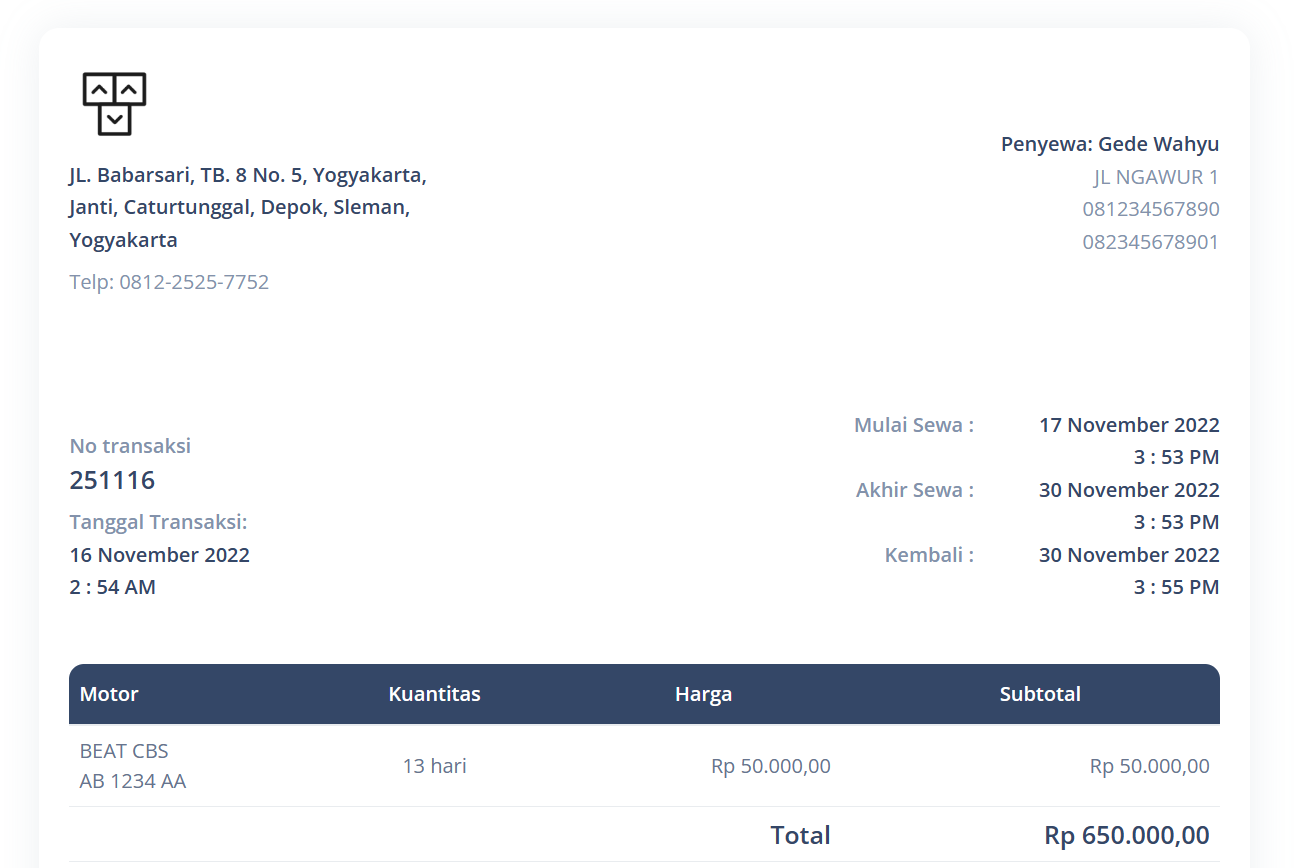 JL. Babarsari, TB. 8 No. 5, Yogyakarta,
Janti, Caturtunggal, Depok, Sleman,
Yogyakarta
Telp: 0812-2525-7752
Penyewa: Gede Wahyu
JL NGAWUR 1
081234567890
082345678901
No transaksi
251116
Tanggal Transaksi:
16 November 2022
2 : 54 AM
Mulai Sewa : 17 November 2022
3 : 53 PM
Akhir Sewa : 30 November 2022
3 : 53 PM
Kembali : 30 November 2022
3 : 55 PM
Motor Kuantitas Harga Subtotal
BEAT CBS
AB 1234 AA
13 hari Rp 50.000,00 Rp 50.000,00
Total Rp 650.000,00